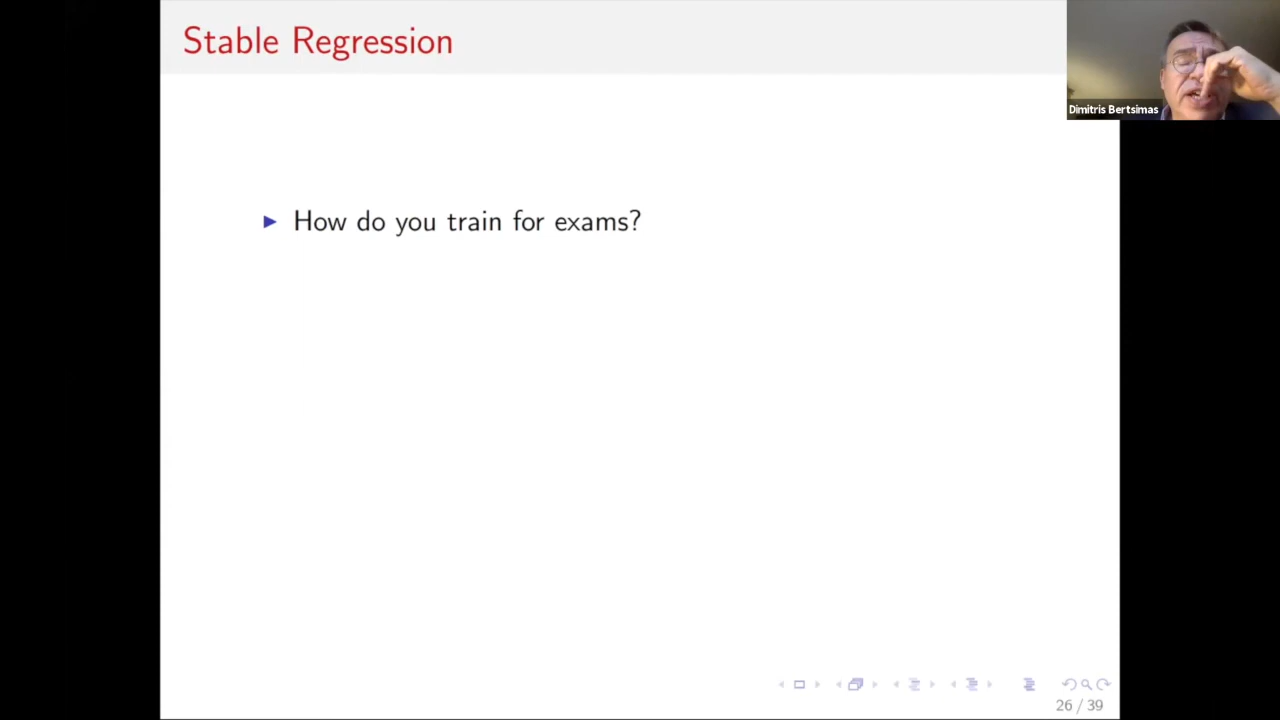 Stable Regression
Dimitris Bertsimas
How do you train for exams?
26 / 39